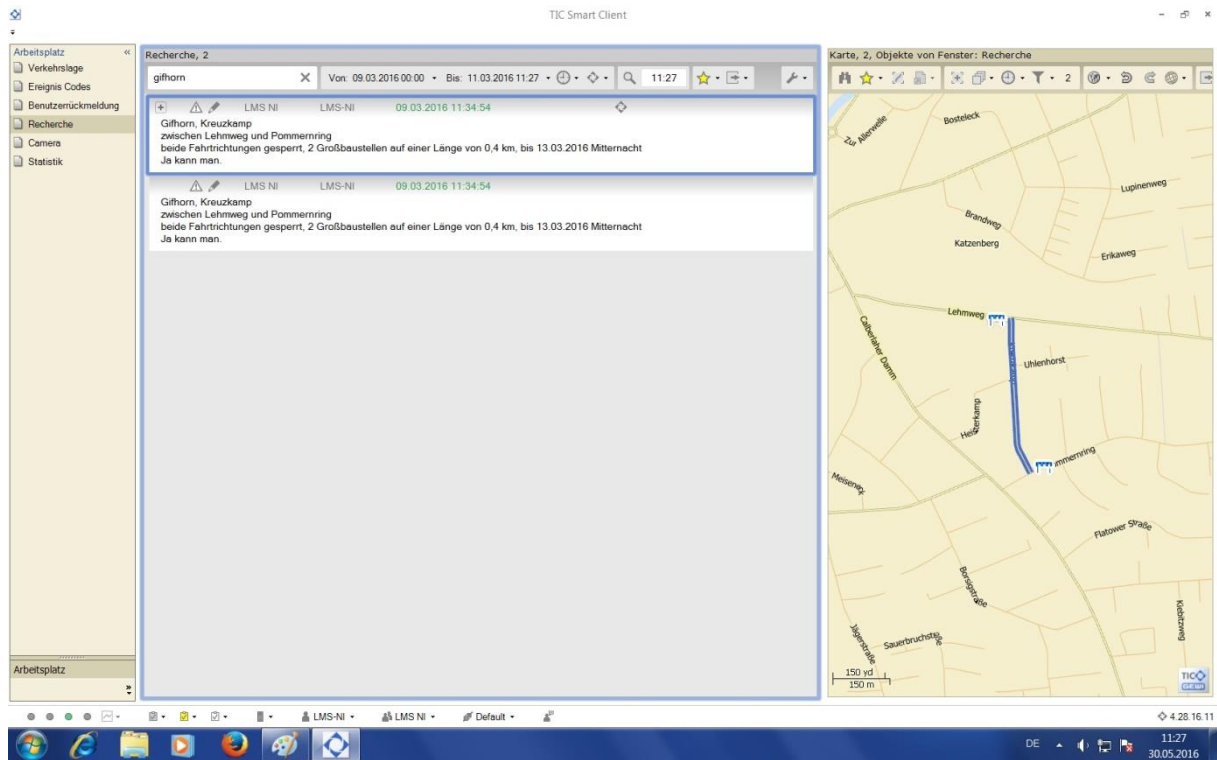 TIC Smart Client
Arbeitsplatz «
Verkehrslage
Ereignis Codes
Benutzerrückmeldung
Recherche
Camera
Statistik
Arbeitsplatz
Recherche, 2
gifhorn Von: 09.03.2016 00:00 Bis: 11.03.2016 11:27 11:27
LMS NI LMS-NI 09.03.2016 11:34:54
Gifhorn, Kreuzkamp
zwischen Lehmweg und Pommernring
beide Fahrtrichtungen gesperrt, 2 Großbaustellen auf einer Länge von 0,4 km, bis 13.03.2016 Mitternacht
Ja kann man.
LMS NI LMS-NI 09.03.2016 11:34:54
Gifhorn, Kreuzkamp
zwischen Lehmweg und Pommernring
beide Fahrtrichtungen gesperrt, 2 Großbaustellen auf einer Länge von 0,4 km, bis 13.03.2016 Mitternacht
Ja kann man.
Karte, 2, Objekte von Fenster: Recherche
2
Zur Allerwelle
Bosteleck
Lupinenweg
Brandweg
Katzenberg
Erikaweg
Lehmweg
Calberlaher Damm
Uhlenhorst
Heisterkamp
mmernring
Meiseneck
Flatower Straße
Borsigstraße
Kiebitzweg
Jägerstraße
Sauerbruchstraße
150 yd
150 m
TIC
LMS-NI LMS NI Default 4.28.16.11
DE 11:27
30.05.2016